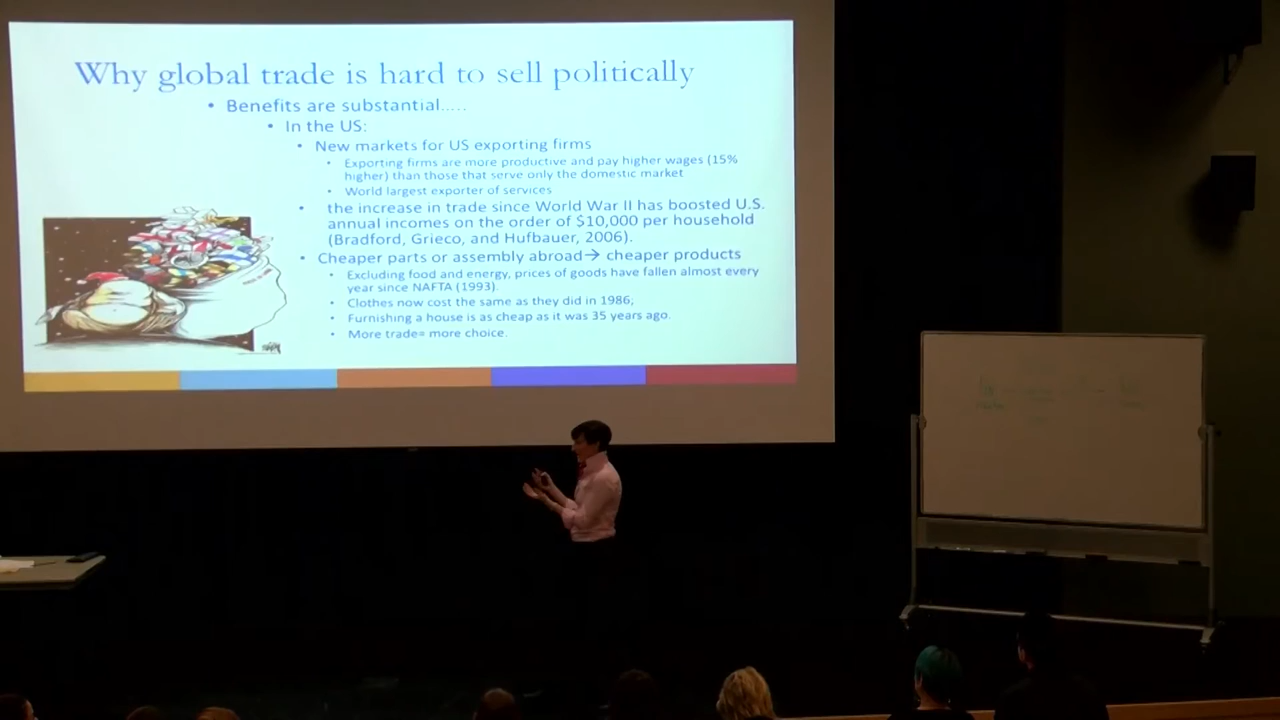 Why global trade is hard to sell politically
• Benefits are substantial.....
• In the US:
• New markets for US exporting firms
• Exporting firms are more productive and pay higher wages (15%
higher) than those that serve only the domestic market
• World largest exporter of services
• the increase in trade since World War II has boosted U.S.
annual incomes on the order of $10,000 per household
(Bradford, Grieco, and Hufbauer, 2006).
• Cheaper parts or assembly abroad→ cheaper products
• Excluding food and energy, prices of goods have fallen almost every
year since NAFTA (1993).
• Clothes now cost the same as they did in 1986;
• Furnishing a house is as cheap as it was 35 years ago.
• More trade= more choice.